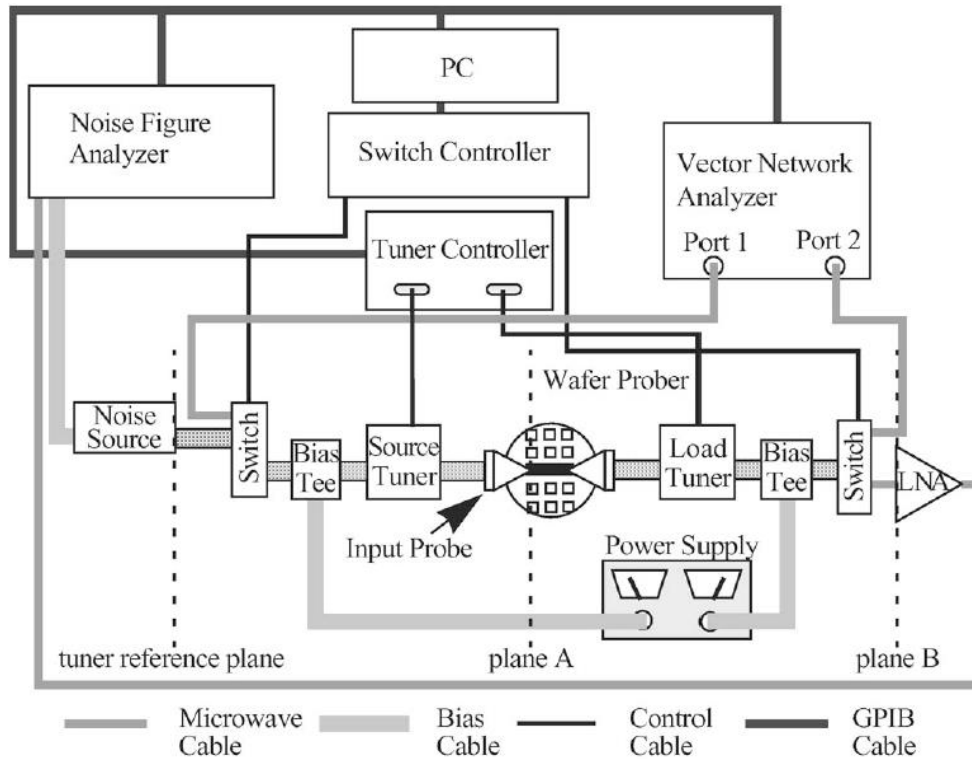 PC
Noise Figure
Analyzer
Switch Controller
Vector Network
Analyzer
Port 1
Port 2
Tuner Controller
Wafer Prober
Noise
Source
Switch
Bias
Tee
Source
Tuner
Load
Tuner
Bias
Tee
Switch
LNA
Input Probe
Power Supply
tuner reference plane
plane A
plane B
Microwave
Cable
Bias
Cable
Control
Cable
GPIB
Cable